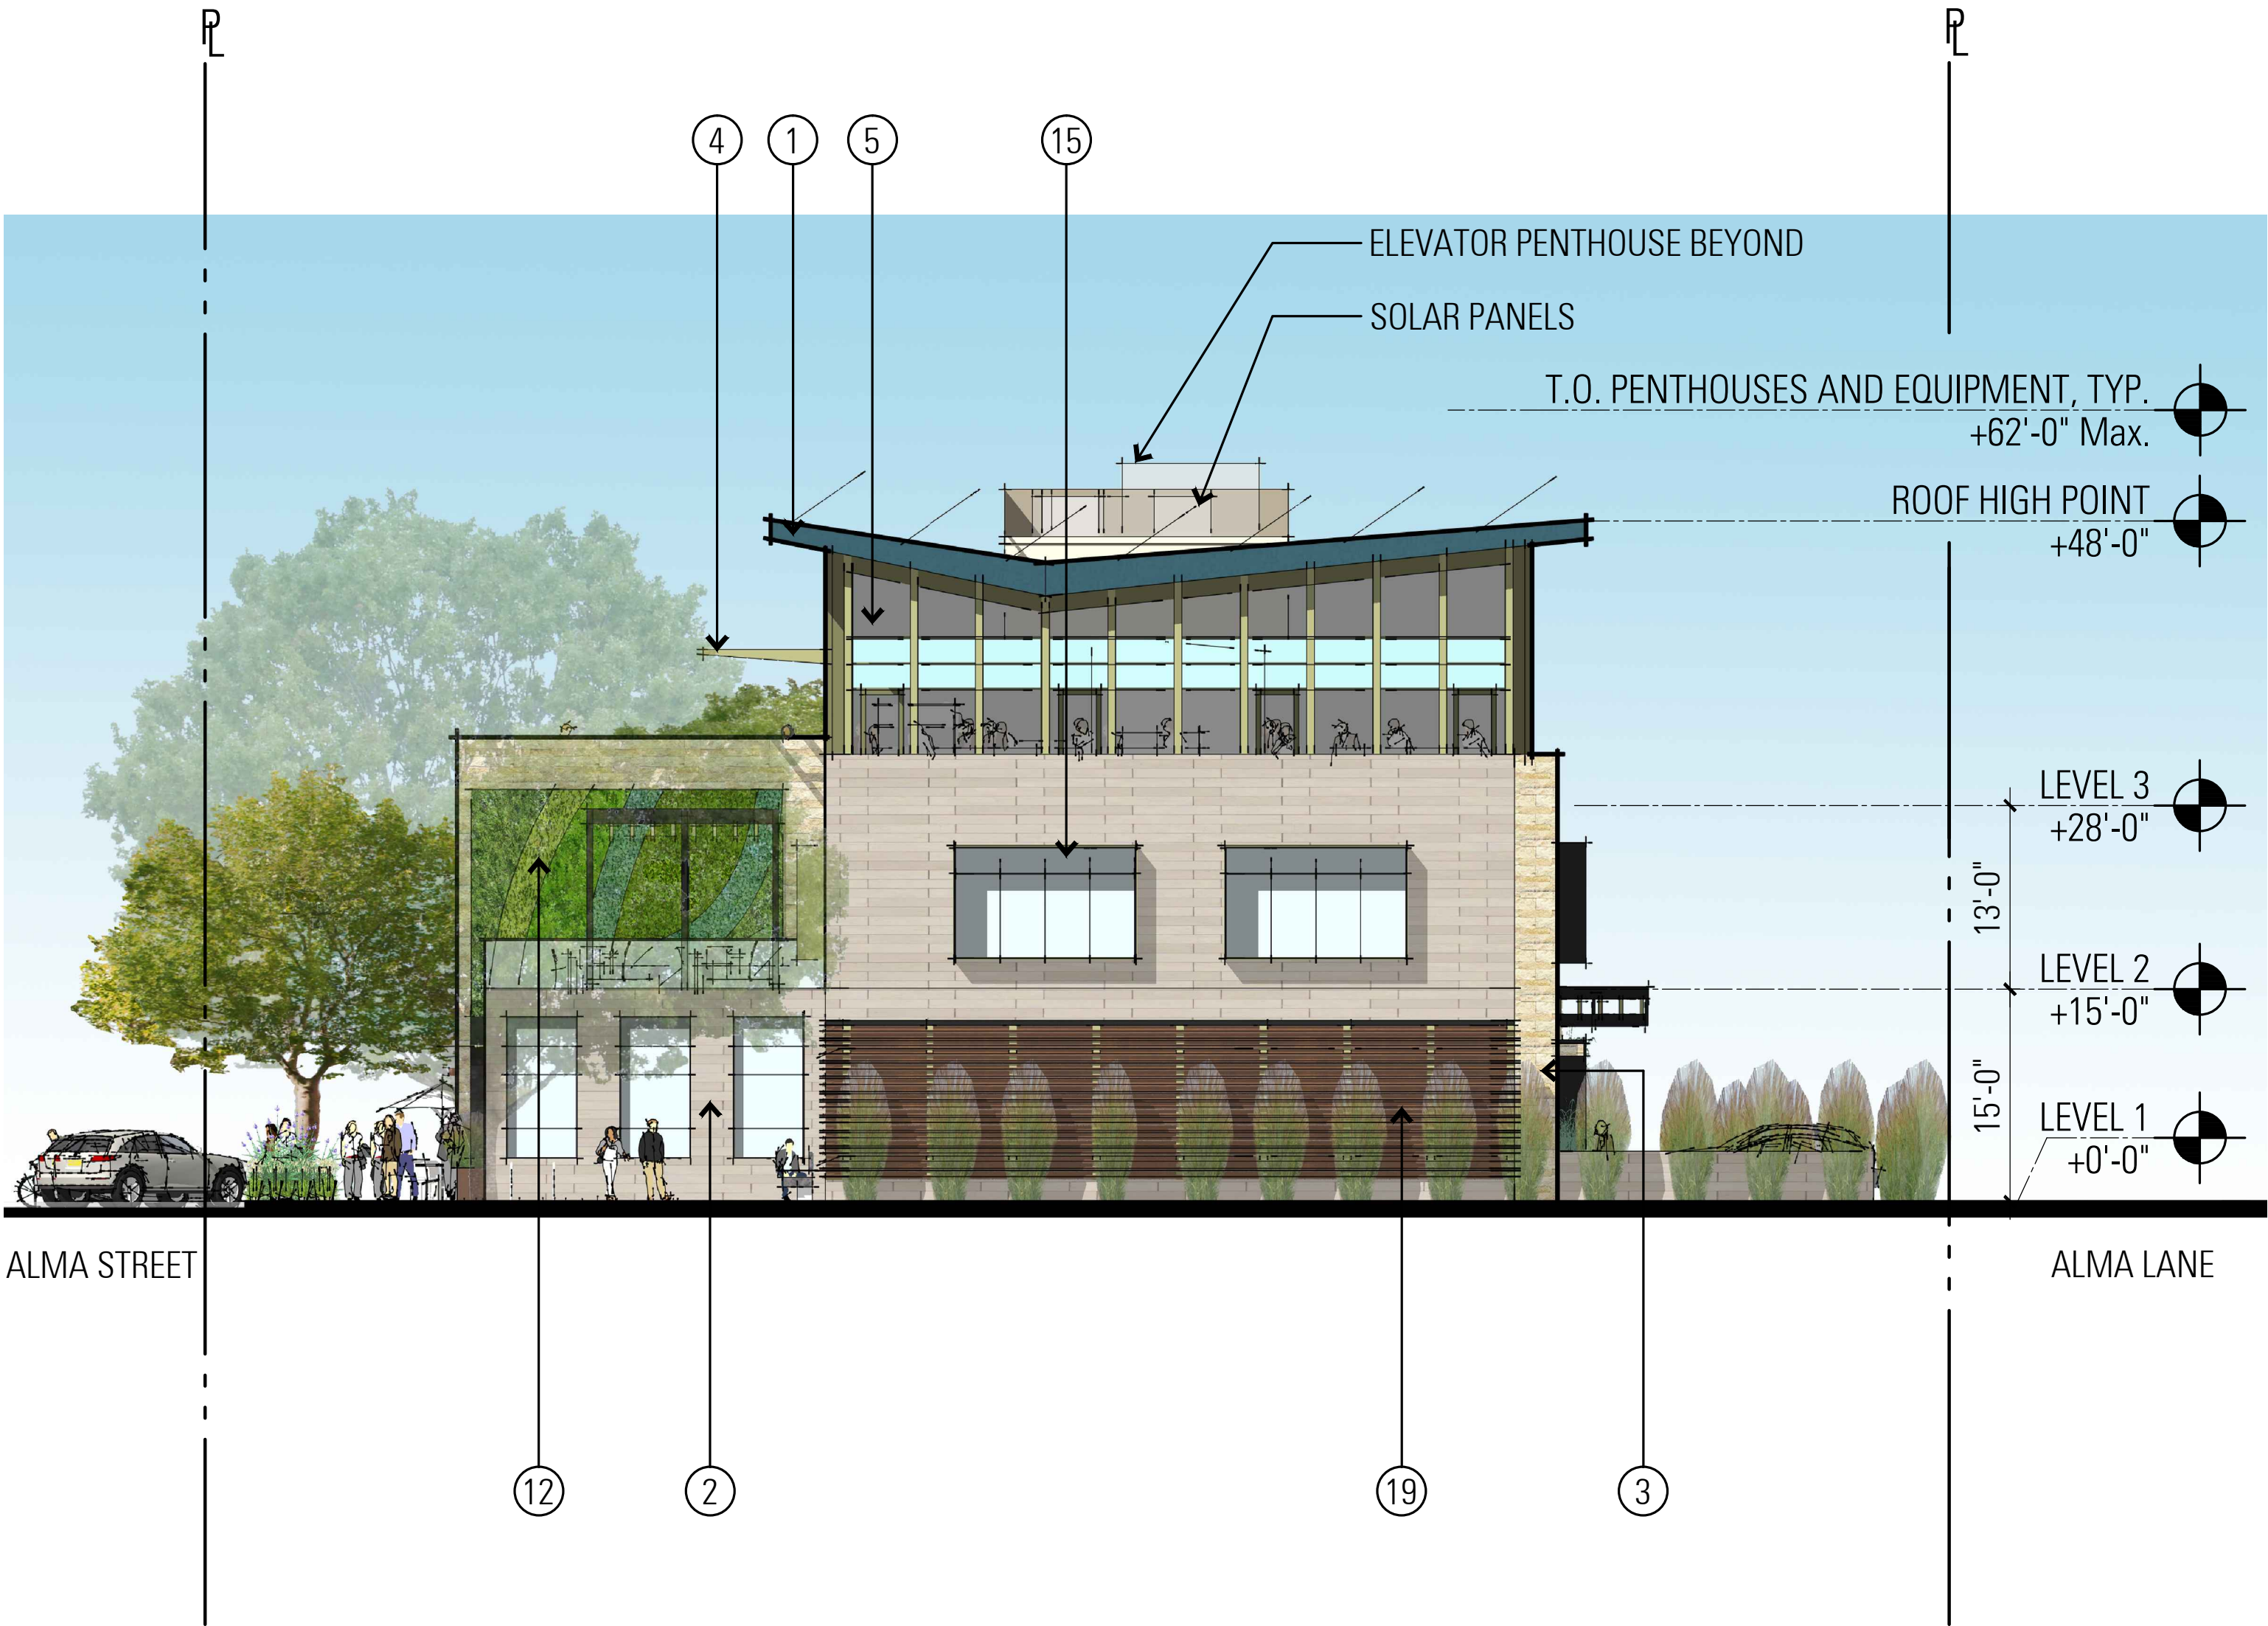 PL
PL
4
1
5
15
ELEVATOR PENTHOUSE BEYOND
SOLAR PANELS
T.O. PENTHOUSES AND EQUIPMENT, TYP.
+62'-0" Max.
ROOF HIGH POINT
+48'-0"
LEVEL 3
+28'-0"
13'-0"
LEVEL 2
+15'-0"
15'-0"
LEVEL 1
+0'-0"
ALMA STREET
ALMA LANE
12
2
19
3